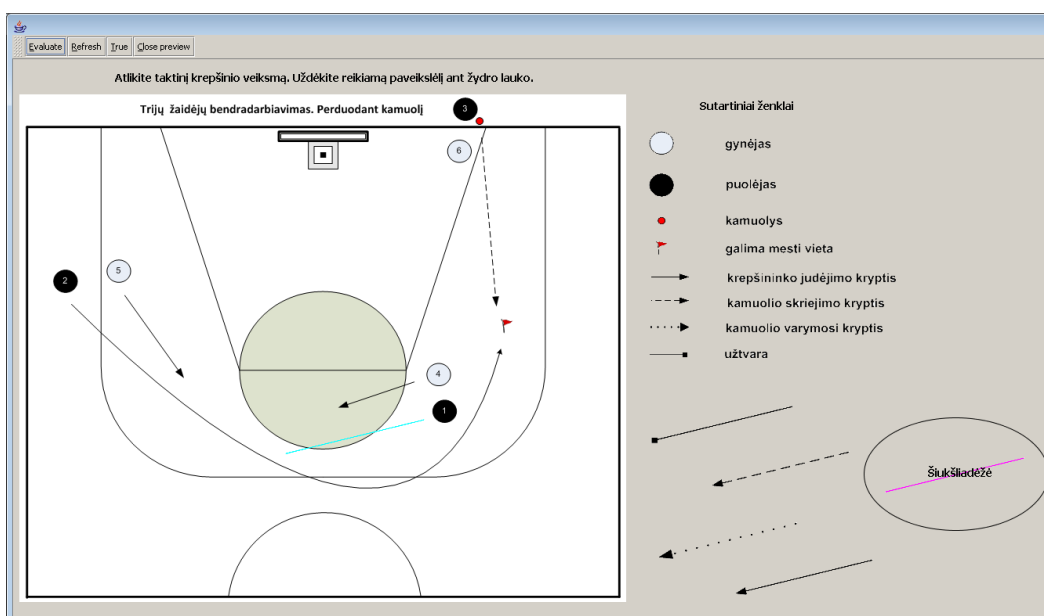 Evaluate Refresh True Close preview
Atlikite taktinį krepšinio veiksmą. Uždėkite reikiamą paveikslėlį ant žydro lauko.
Trijų žaidėjų bendradarbiavimas. Perduodant kamuolį
3
6
5
2
4
1
Sutartiniai ženklai
gynėjas
puolėjas
kamuolys
galima mesti vieta
krepšininko judėjimo kryptis
kamuolio skriejimo kryptis
kamuolio varymosi kryptis
užtvara
Šiukšliadėžė